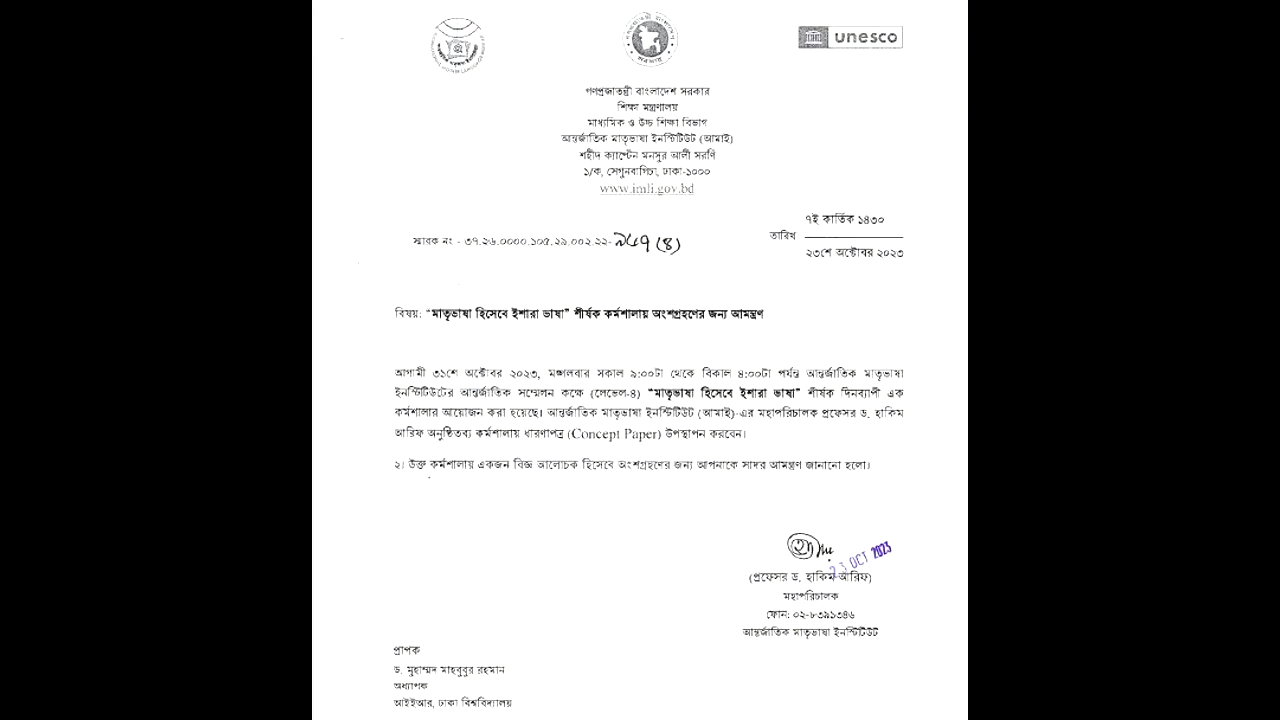 unesco
গণপ্রজাতন্ত্রী বাংলাদেশ সরকার
শিক্ষা মন্ত্রণালয়
মাধ্যমিক ও উচ্চ শিক্ষা বিভাগ
আন্তর্জাতিক মাতৃভাষা ইনস্টিটিউট (আমাই)
শহীদ ক্যাপ্টেন মনসুর আলী সরণি
১/ক, সেগুনবাগিচা, ঢাকা-১০০০
www.imli.gov.bd
৭ই কার্তিক ১৪৩০
স্মারক নং - ৩৭.২৬.০০০০.১০৫.২৯.০০২.২২-
তারিখ
২৩শে অক্টোবর ২০২৩
বিষয়: “মাতৃভাষা হিসেবে ইশারা ভাষা” শীর্ষক কর্মশালায় অংশগ্রহণের জন্য আমন্ত্রণ
আগামী ৩১শে অক্টোবর ২০২৩, মঙ্গলবার সকাল ৯:০০টা থেকে বিকাল ৪:০০টা পর্যন্ত আন্তর্জাতিক মাতৃভাষা
ইনস্টিটিউটের আন্তর্জাতিক সম্মেলন কক্ষে (লেভেল-৪) “মাতৃভাষা হিসেবে ইশারা ভাষা” শীর্ষক দিনব্যাপী এক
কর্মশালার আয়োজন করা হয়েছে। আন্তর্জাতিক মাতৃভাষা ইনস্টিটিউট (আমাই)-এর মহাপরিচালক প্রফেসর ড. হাকিম
আরিফ অনুষ্ঠিতব্য কর্মশালায় ধারণাপত্র (Concept Paper) উপস্থাপন করবেন।
২। উক্ত কর্মশালায় একজন বিজ্ঞ আলোচক হিসেবে অংশগ্রহণের জন্য আপনাকে সাদর আমন্ত্রণ জানানো হলো।
23 OCT 2023
(প্রফেসর ড. হাকিম আরিফ)
মহাপরিচালক
ফোন: ০২-৮৩৯১৩৪৬
আন্তর্জাতিক মাতৃভাষা ইনস্টিটিউট
প্রাপক
ড. মুহাম্মদ মাহবুবুর রহমান
অধ্যাপক
আইইআর, ঢাকা বিশ্ববিদ্যালয়